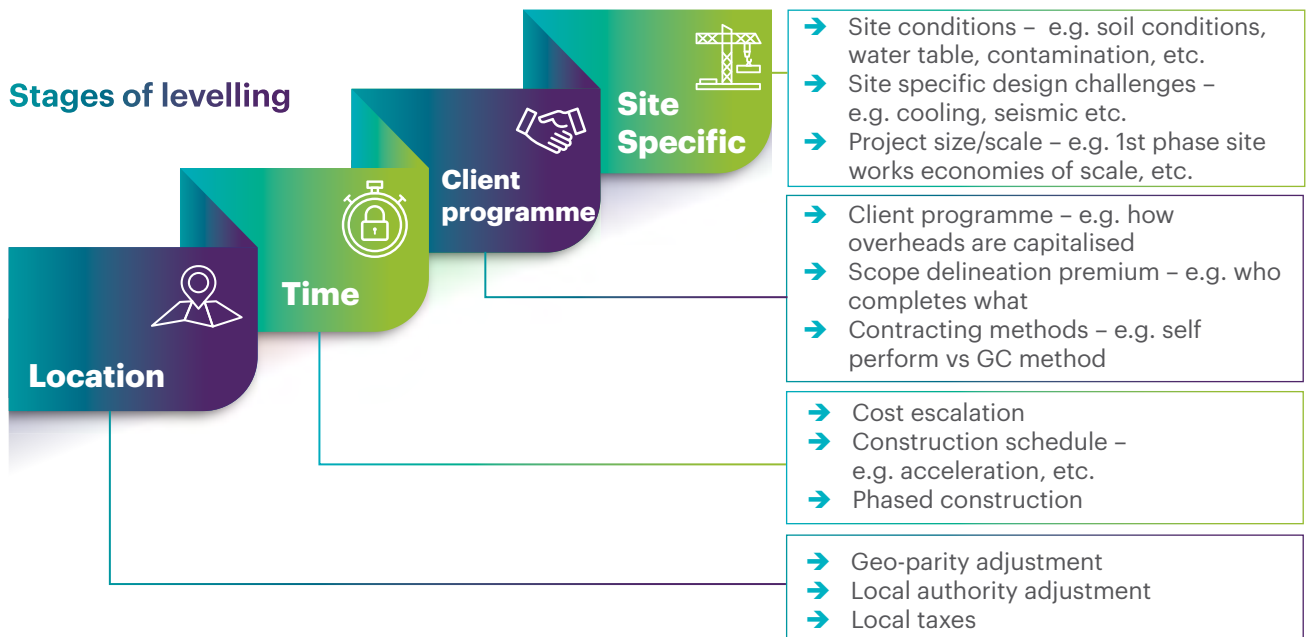 Stages of levelling
Site
Specific
Client
programme
Time
Location
➔ Site conditions –  e.g. soil conditions,
water table, contamination, etc.
➔ Site specific design challenges –
e.g. cooling, seismic etc.
➔ Project size/scale – e.g. 1st phase site
works economies of scale, etc.
➔ Client programme – e.g. how
overheads are capitalised
➔ Scope delineation premium – e.g. who
completes what
➔ Contracting methods – e.g. self
perform vs GC method
➔ Cost escalation
➔ Construction schedule –
e.g. acceleration, etc.
➔ Phased construction
➔ Geo-parity adjustment
➔ Local authority adjustment
➔ Local taxes